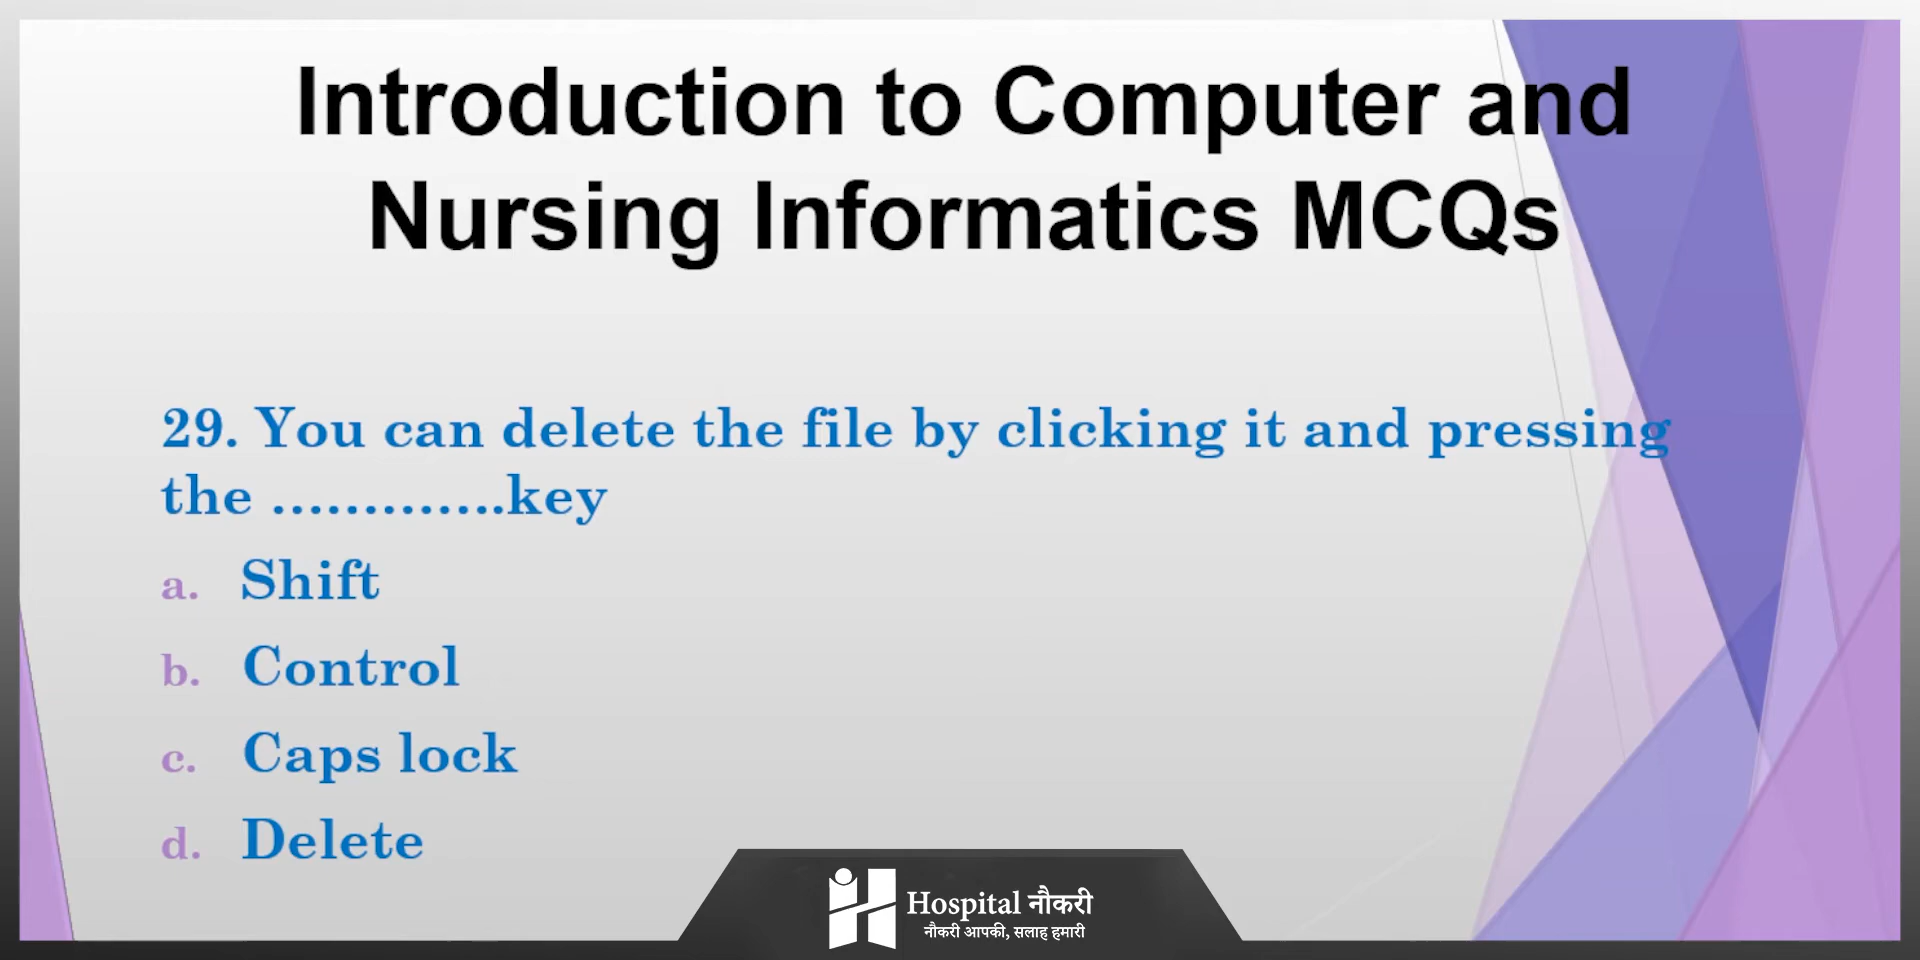 Introduction to Computer and
Nursing Informatics MCQs
29. You can delete the file by clicking it and pressing
the .............key
a. Shift
b. Control
c. Caps lock
d. Delete
Hospital नौकरी
नौकरी आपकी, सलाह हमारी